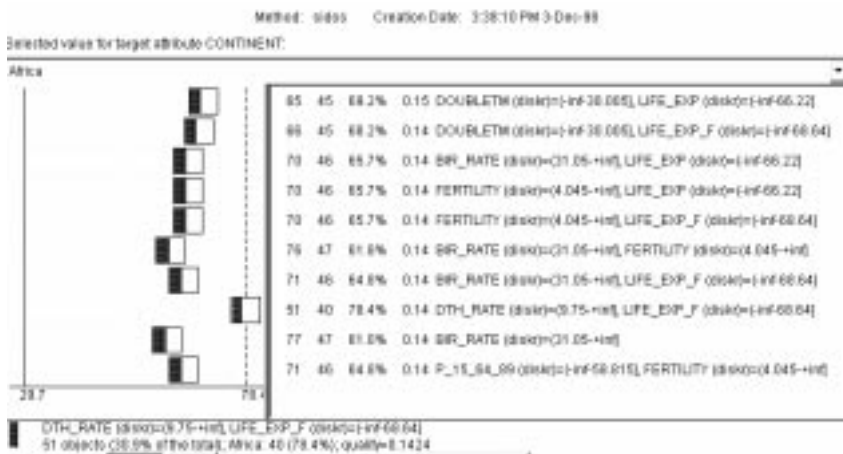 Method: sidos Creation Date: 3:38:10 PM 3-Dec-98
Selected value for target attribute CONTINENT:
Africa
65 45 69.2% 0.15 DOUBLETM (diskr)=(-inf-30.005], LIFE_EXP (diskr)=(-inf-66.22]
66 45 68.2% 0.14 DOUBLETM (diskr)=(-inf-30.005], LIFE_EXP_F (diskr)=(-inf-68.64]
70 46 65.7% 0.14 BIR_RATE (diskr)=(31.05-+inf], LIFE_EXP (diskr)=(-inf-66.22]
70 46 65.7% 0.14 FERTILITY (diskr)=(4.045-+inf], LIFE_EXP (diskr)=(-inf-66.22]
70 46 65.7% 0.14 FERTILITY (diskr)=(4.045-+inf], LIFE_EXP_F (diskr)=(-inf-68.64]
76 47 61.8% 0.14 BIR_RATE (diskr)=(31.05-+inf], FERTILITY (diskr)=(4.045-+inf]
71 46 64.8% 0.14 BIR_RATE (diskr)=(31.05-+inf], LIFE_EXP_F (diskr)=(-inf-68.64]
51 40 78.4% 0.14 DTH_RATE (diskr)=(9.75-+inf], LIFE_EXP_F (diskr)=(-inf-68.64]
77 47 61.0% 0.14 BIR_RATE (diskr)=(31.05-+inf]
71 46 64.8% 0.14 P_15_64_89 (diskr)=(-inf-58.815], FERTILITY (diskr)=(4.045-+inf]
28.7 78.4
DTH_RATE (diskr)=(9.75-+inf], LIFE_EXP_F (diskr)=(-inf-68.64]
51 objects (30.9% of the total); Africa: 40 (78.4%); quality=0.1424